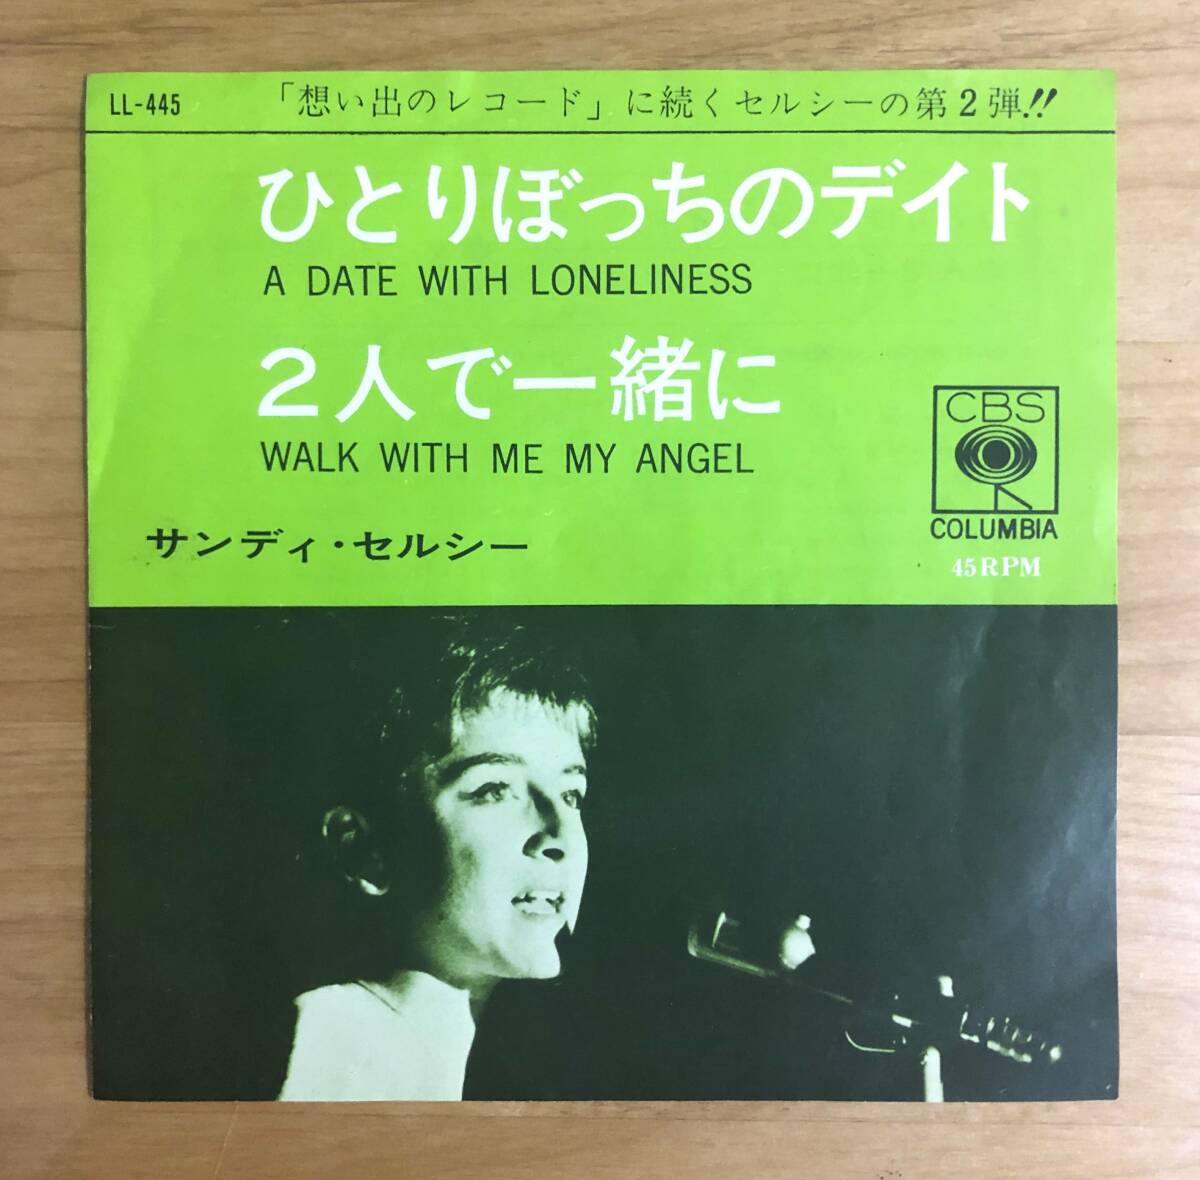 LL-445 「想い出のレコード」に続くセルシーの第2弾!!
ひとりぼっちのデイト
A DATE WITH LONELINESS
2人で一緒に
WALK WITH ME MY ANGEL
サンディ・セルシー
CBS
COLUMBIA
45RPM